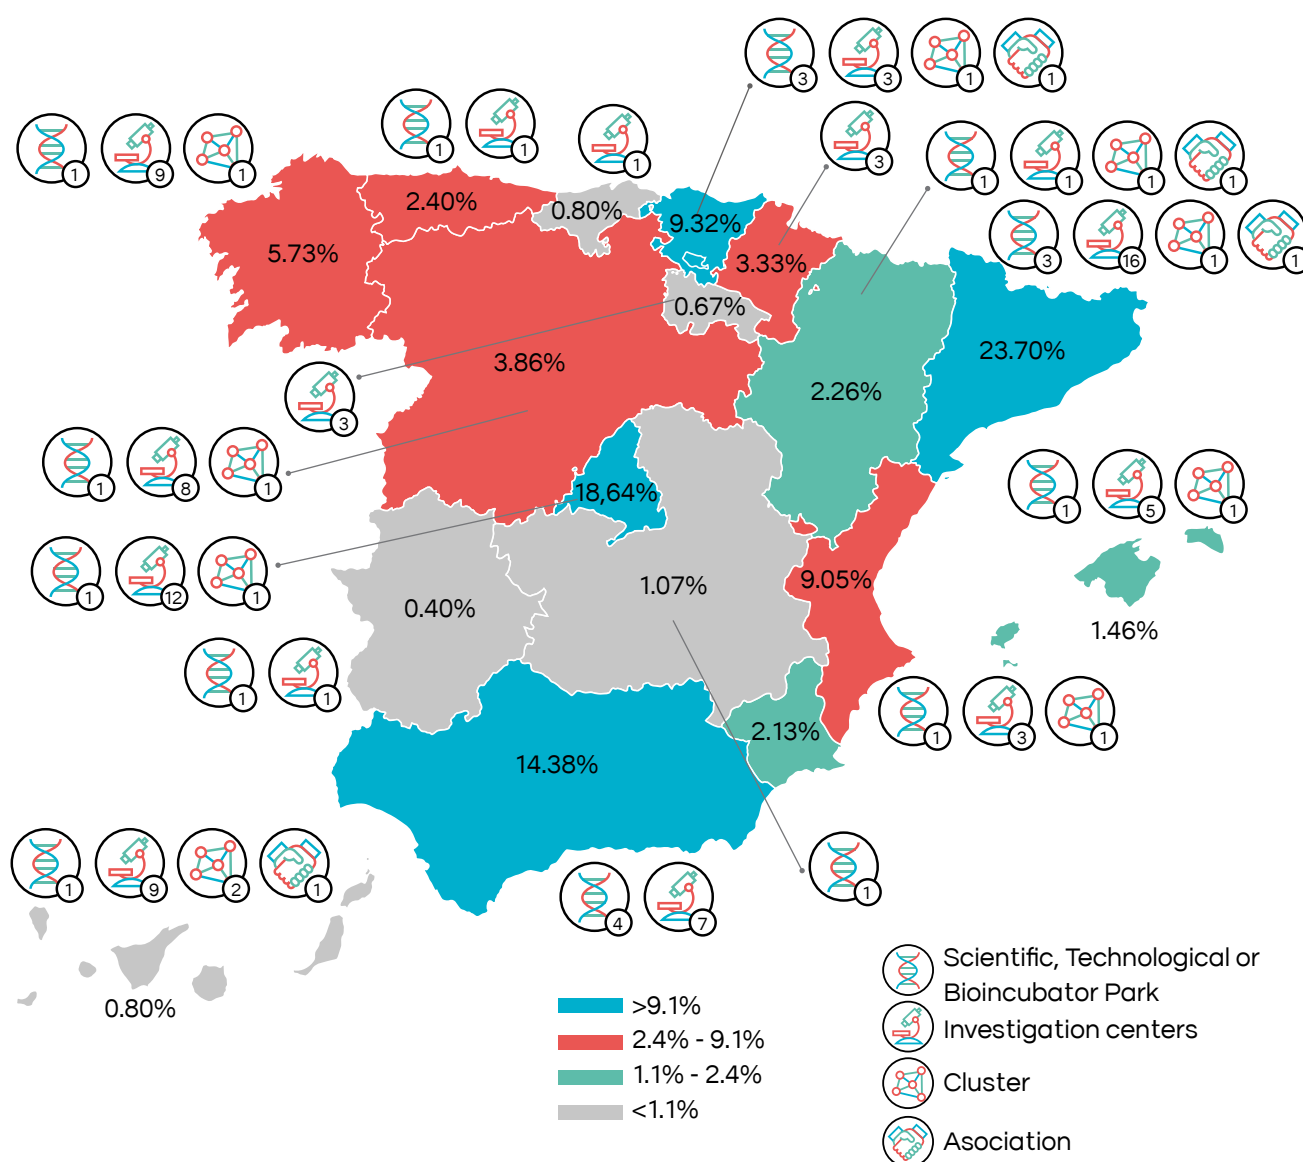 3 3 1 1
1 1
1
3
1 9 1
1 1 1 1
2.40%
0.80%
9.32%
3 16 1 1
5.73%
3.33%
0.67%
23.70%
3.86%
2.26%
3
1 8 1
18,64%
1 5 1
1 12 1
9.05%
1.07%
0.40%
1.46%
1 1
1 3 1
2.13%
14.38%
1 9 2 1
1
4 7
0.80%
>9.1%
2.4% - 9.1%
1.1% - 2.4%
<1.1%
Scientific, Technological or
Bioincubator Park
Investigation centers
Cluster
Asociation